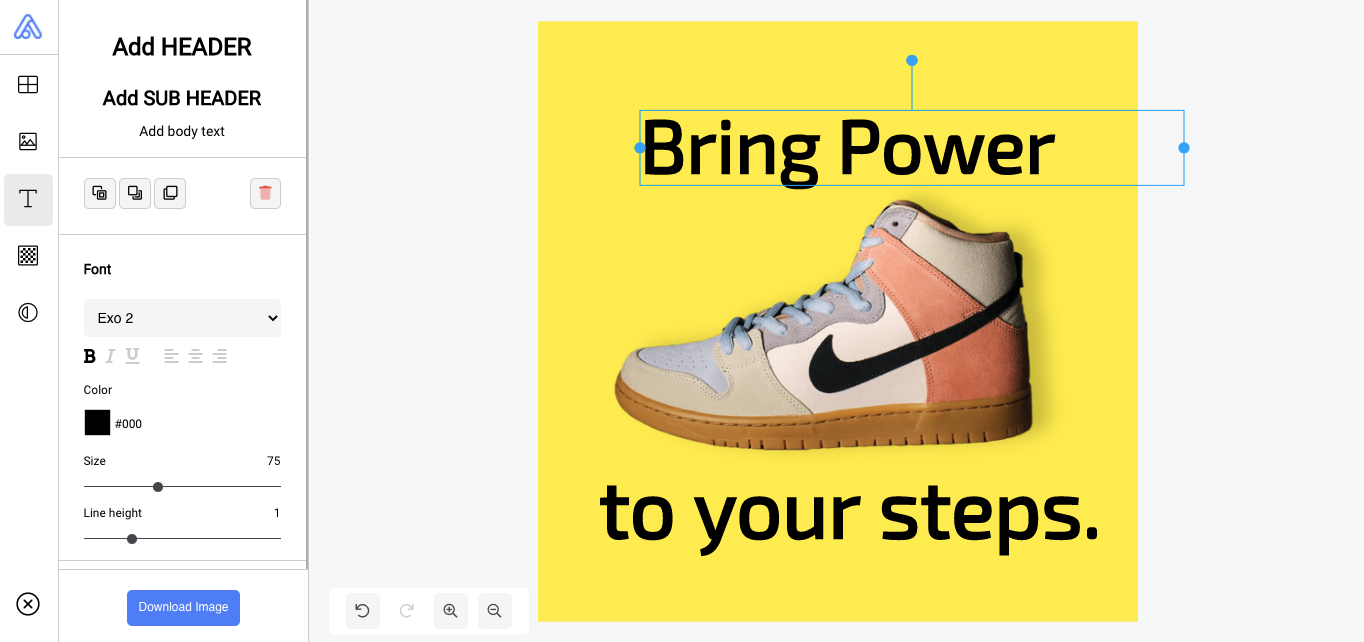 Add HEADER
Add SUB HEADER
Add body text
Font
Exo 2
B I U
Color
#000
Size 75
Line height 1
Download Image
Bring Power
to your steps.